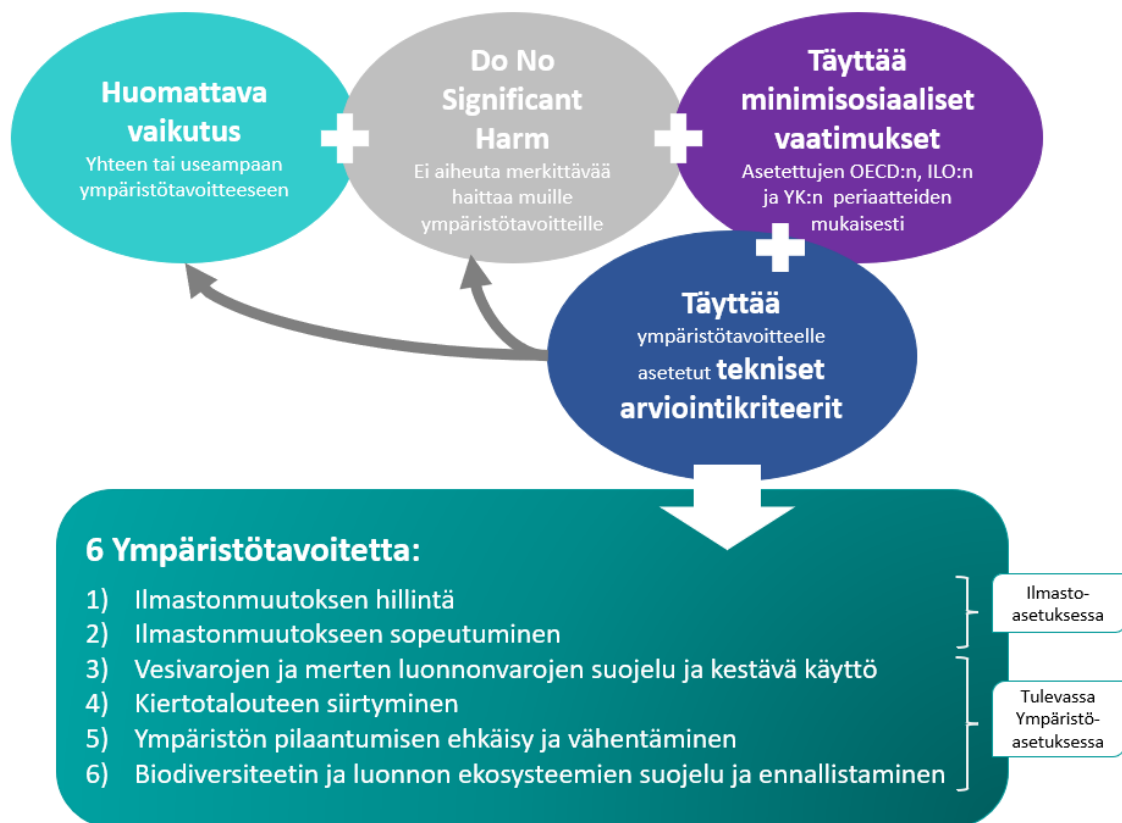 Huomattava
vaikutus
Yhteen tai useampaan
ympäristötavoitteeseen
Do No
Significant
Harm
Ei aiheuta merkittävää
haittaa muille
ympäristötavoitteille
Täyttää
minimisosiaaliset
vaatimukset
Asetettujen OECD:n, ILO:n
ja YK:n periaatteiden
mukaisesti
Täyttää
ympäristötavoitteelle
asetetut tekniset
arviointikriteerit
6 Ympäristötavoitetta:
1) Ilmastonmuutoksen hillintä
2) Ilmastonmuutokseen sopeutuminen
3) Vesivarojen ja merten luonnonvarojen suojelu ja kestävä käyttö
4) Kiertotalouteen siirtyminen
5) Ympäristön pilaantumisen ehkäisy ja vähentäminen
6) Biodiversiteetin ja luonnon ekosysteemien suojelu ja ennallistaminen
Ilmasto-
asetuksessa
Tulevassa
Ympäristö-
asetuksessa